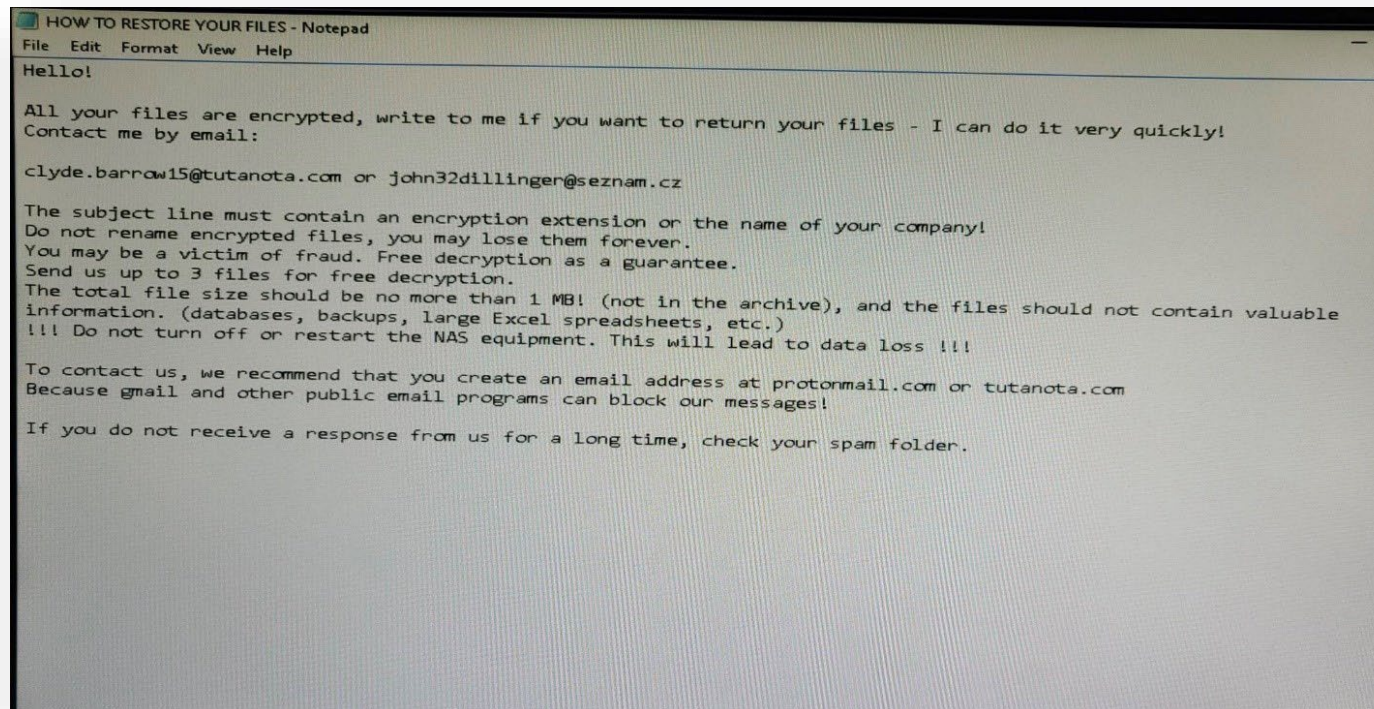 HOW TO RESTORE YOUR FILES - Notepad
File Edit Format View Help
Hello!
All your files are encrypted, write to me if you want to return your files - I can do it very quickly!
Contact me by email:
clyde.barrow15@tutanota.com or john32dillinger@seznam.cz
The subject line must contain an encryption extension or the name of your company!
Do not rename encrypted files, you may lose them forever.
You may be a victim of fraud. Free decryption as a guarantee.
Send us up to 3 files for free decryption.
The total file size should be no more than 1 MB! (not in the archive), and the files should not contain valuable
information. (databases, backups, large Excel spreadsheets, etc.)
!!! Do not turn off or restart the NAS equipment. This will lead to data loss !!!
To contact us, we recommend that you create an email address at protonmail.com or tutanota.com
Because gmail and other public email programs can block our messages!
If you do not receive a response from us for a long time, check your spam folder.